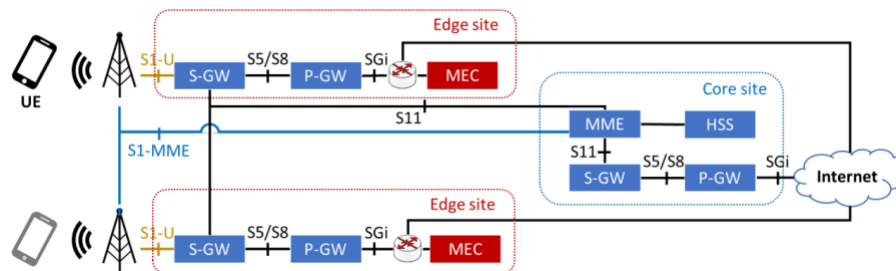 Edge site
UE
S1-U
S-GW
S5/S8
P-GW
SGi
MEC
S11
Core site
MME
HSS
S1-MME
S11
S-GW
S5/S8
P-GW
SGi
Internet
Edge site
S1-U
S-GW
S5/S8
P-GW
SGi
MEC